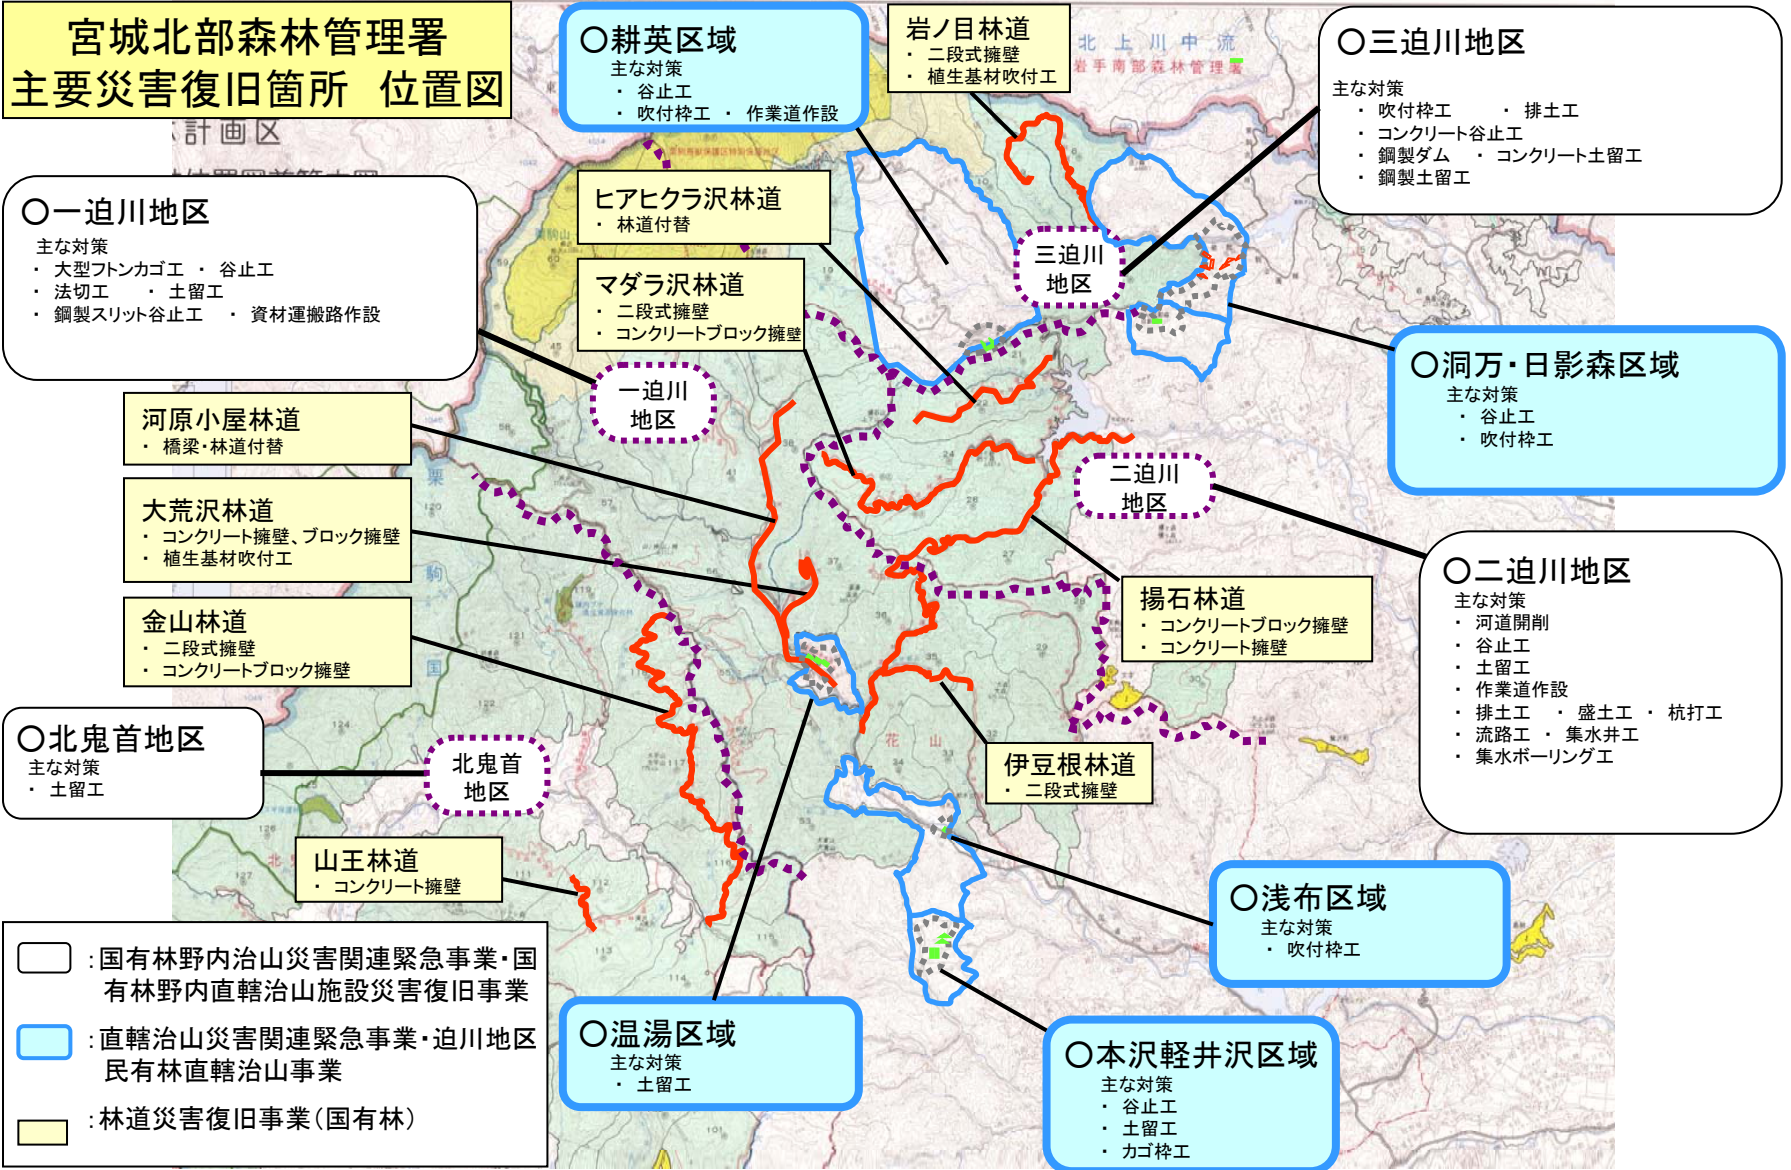 宮城北部森林管理署
主要災害復旧箇所 位置図
計画区
○耕英区域
主な対策
・ 谷止工
・ 吹付枠工 ・ 作業道作設
岩ノ目林道
・ 二段式擁壁
・ 植生基材吹付工
北上川中流
岩手南部森林管理署
○三迫川地区
主な対策
・ 吹付枠工 ・ 排土工
・ コンクリート谷止工
・ 鋼製ダム ・ コンクリート土留工
・ 鋼製土留工
○一迫川地区
主な対策
・ 大型フトンカゴ工 ・ 谷止工
・ 法切工 ・ 土留工
・ 鋼製スリット谷止工 ・ 資材運搬路作設
ヒアヒクラ沢林道
・ 林道付替
マダラ沢林道
・ 二段式擁壁
・ コンクリートブロック擁壁
三迫川
地区
一迫川
地区
二迫川
地区
北鬼首
地区
○洞万・日影森区域
主な対策
・ 谷止工
・ 吹付枠工
河原小屋林道
・ 橋梁・林道付替
大荒沢林道
・ コンクリート擁壁、ブロック擁壁
・ 植生基材吹付工
金山林道
・ 二段式擁壁
・ コンクリートブロック擁壁
揚石林道
・ コンクリートブロック擁壁
・ コンクリート擁壁
○二迫川地区
主な対策
・ 河道開削
・ 谷止工
・ 土留工
・ 作業道作設
・ 排土工 ・ 盛土工 ・ 杭打工
・ 流路工 ・ 集水井工
・ 集水ボーリング工
○北鬼首地区
主な対策
・ 土留工
伊豆根林道
・ 二段式擁壁
山王林道
・ コンクリート擁壁
栗
駒
国
花山
○浅布区域
主な対策
・ 吹付枠工
○温湯区域
主な対策
・ 土留工
○本沢軽井沢区域
主な対策
・ 谷止工
・ 土留工
・ カゴ枠工
:国有林野内治山災害関連緊急事業・国
有林野内直轄治山施設災害復旧事業
:直轄治山災害関連緊急事業・迫川地区
民有林直轄治山事業
:林道災害復旧事業(国有林)